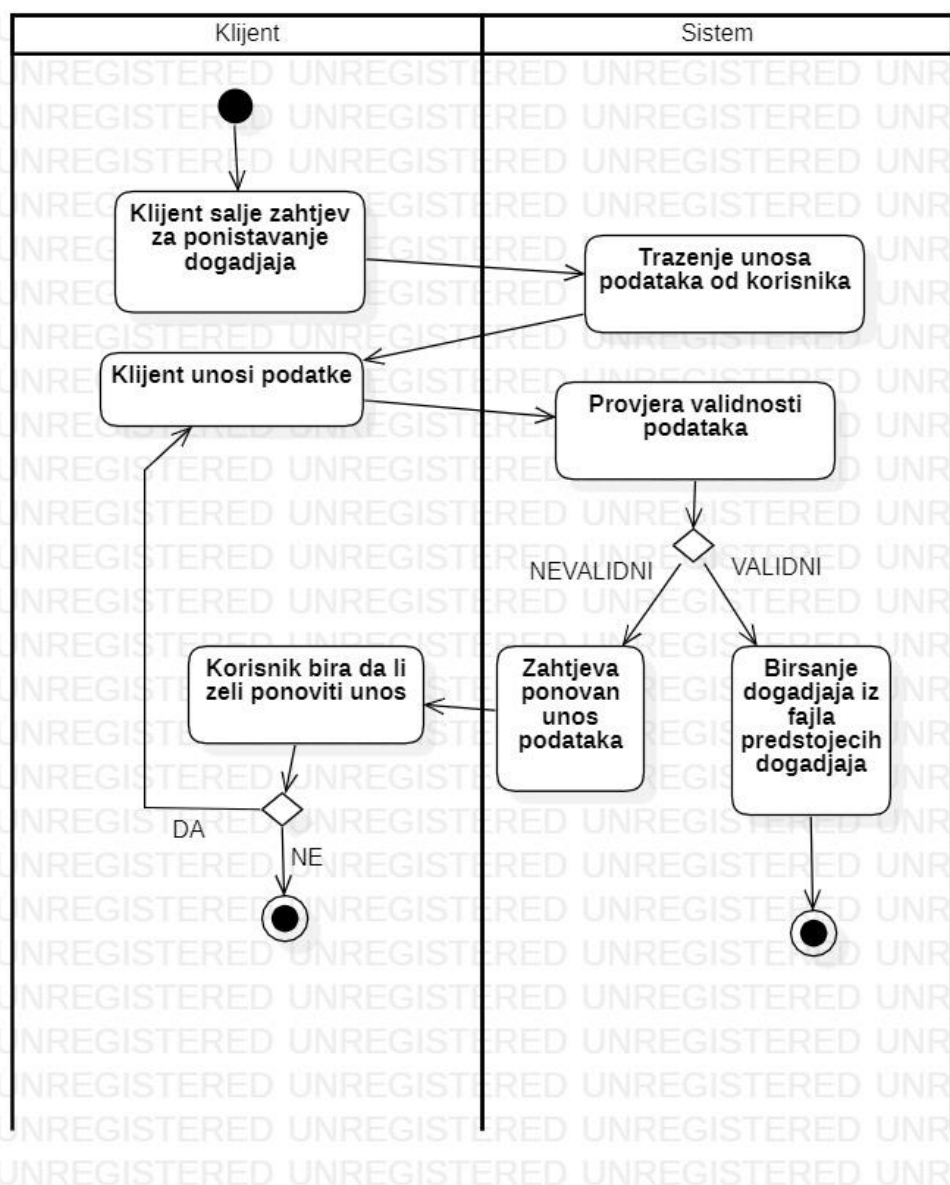 Klijent
Sistem
Klijent salje zahtjev
za ponistavanje
dogadjaja
Trazenje unosa
podataka od korisnika
Klijent unosi podatke
Provjera validnosti
podataka
NEVALIDNI
VALIDNI
Korisnik bira da li
zeli ponoviti unos
Zahtjeva
ponovan
unos
podataka
Birsanje
dogadjaja iz
fajla
predstojecih
dogadjaja
DA
NE
UNREGISTERED UNREGISTERED UNR